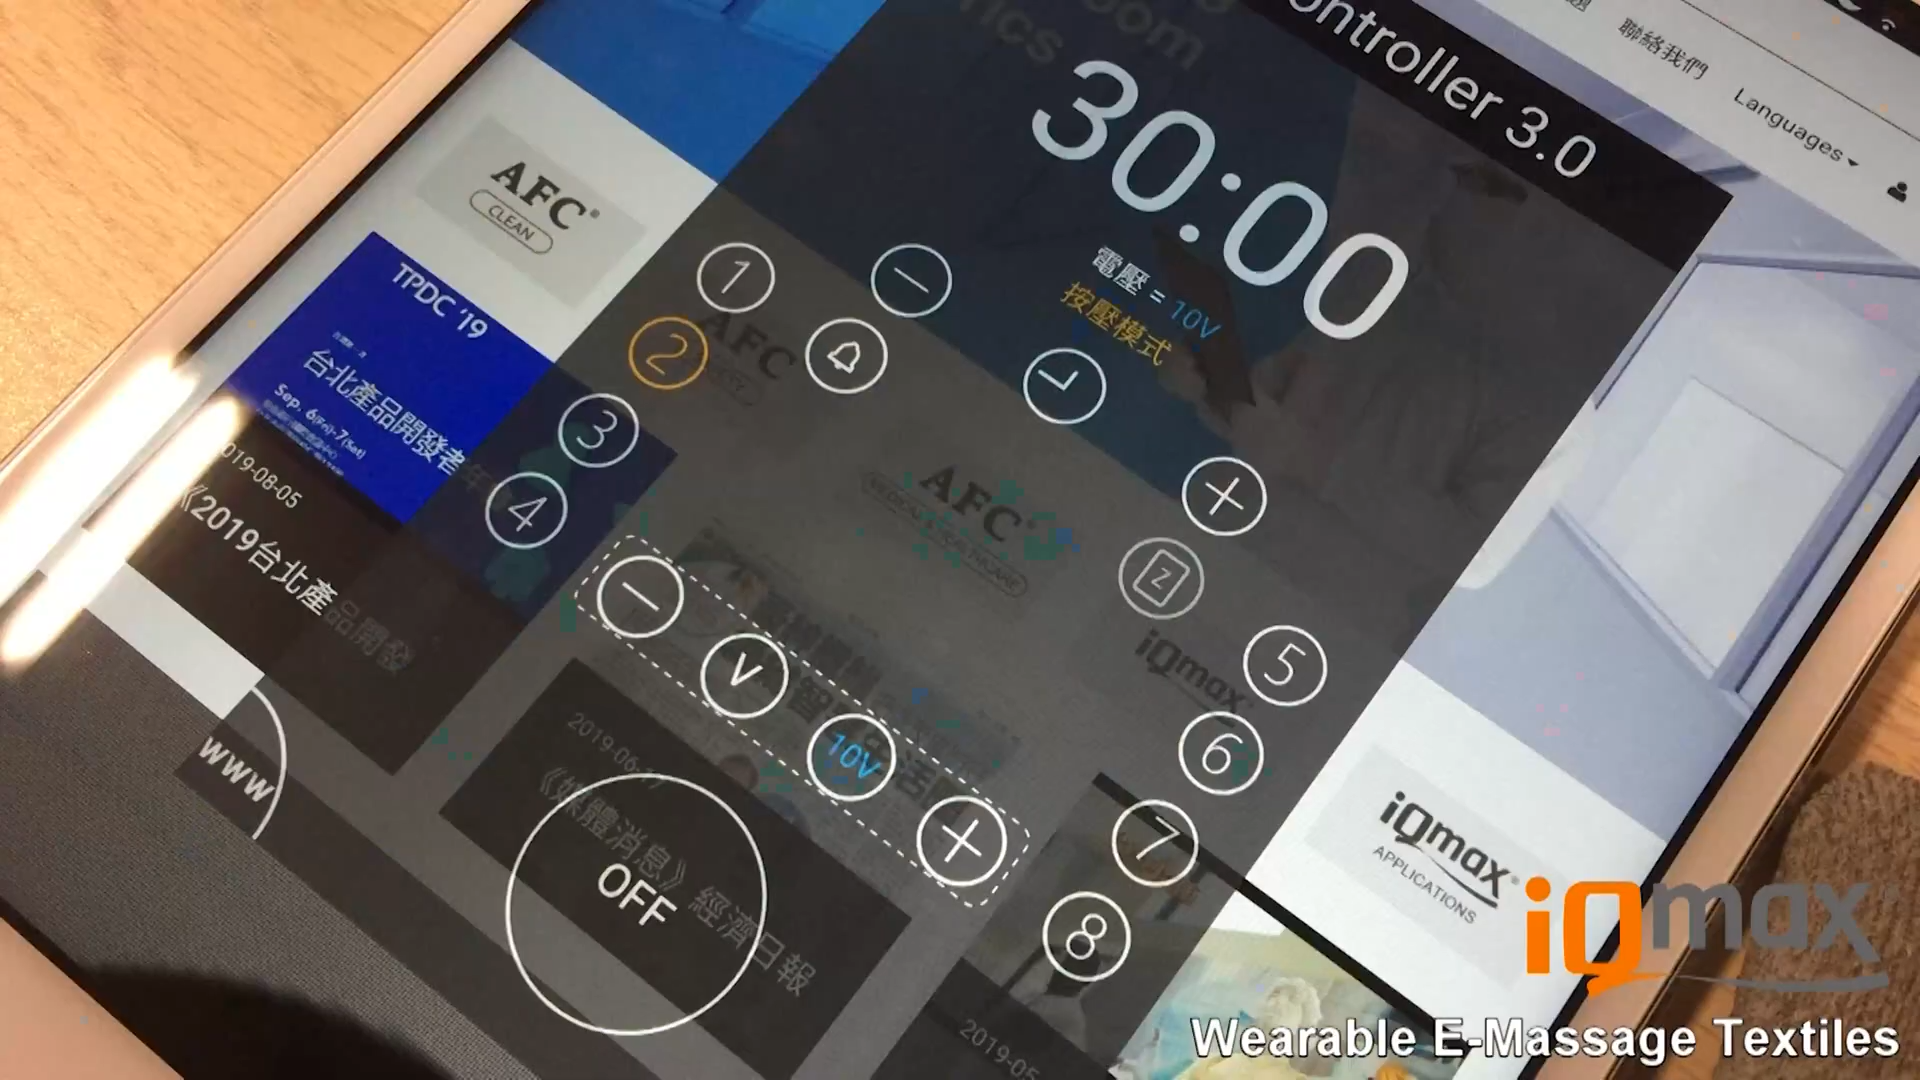 ontroller 3.0
聯絡我們
Languages
30:00
電壓 = 10V
按壓模式
AFC®
CLEAN
TPDC '19
台北產品開發者年
Sep. 6(Fri)-7(Sat)
019-08-05
《2019台北產品開發
1
2
3
4
AFC
AFC
MEDICAL & HEALTHCARE
5
6
7
8
V
10V
OFF
WWW
2019-06-
《媒體消息》經濟日報
iQmax
iQmax®
APPLICATIONS
2019-05
iQmax
Wearable E-Massage Textiles